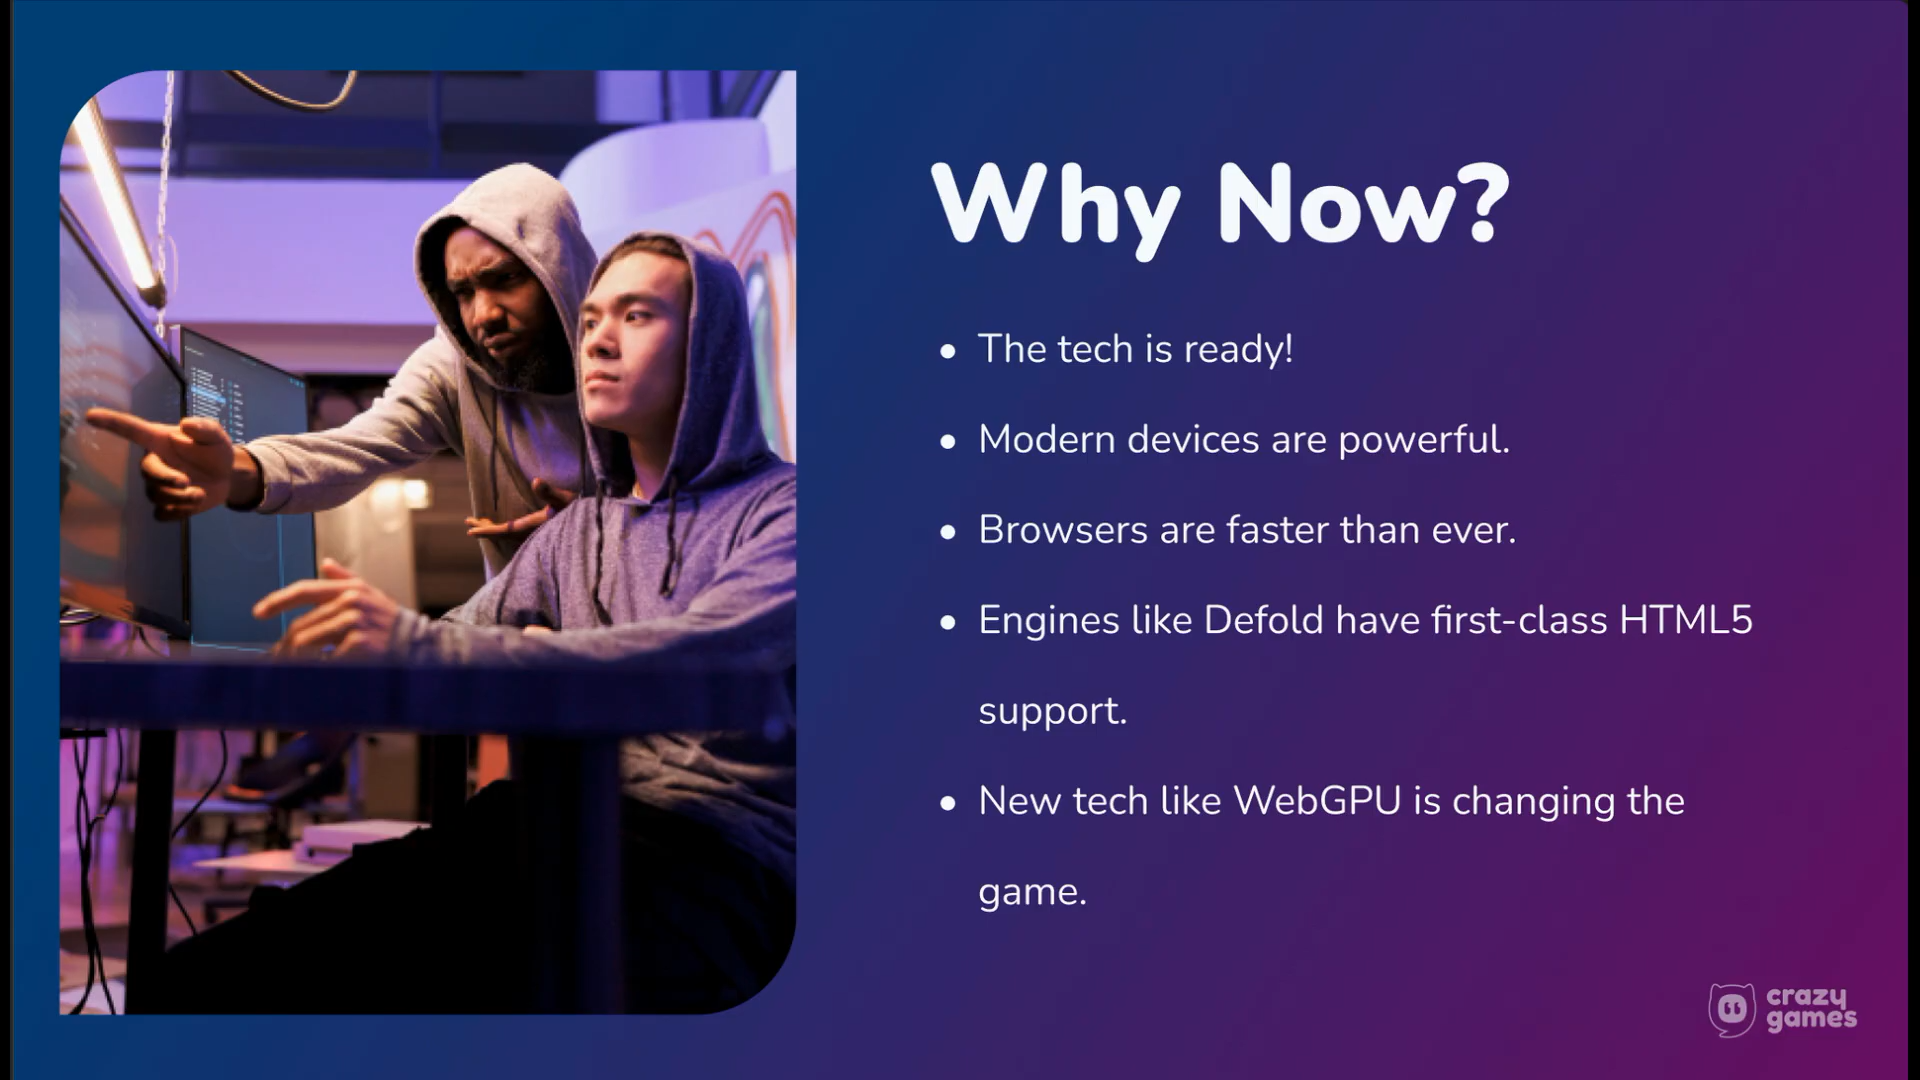 Why Now?
• The tech is ready!
• Modern devices are powerful.
• Browsers are faster than ever.
• Engines like Defold have first-class HTML5
support.
• New tech like WebGPU is changing the
game.
crazy
games